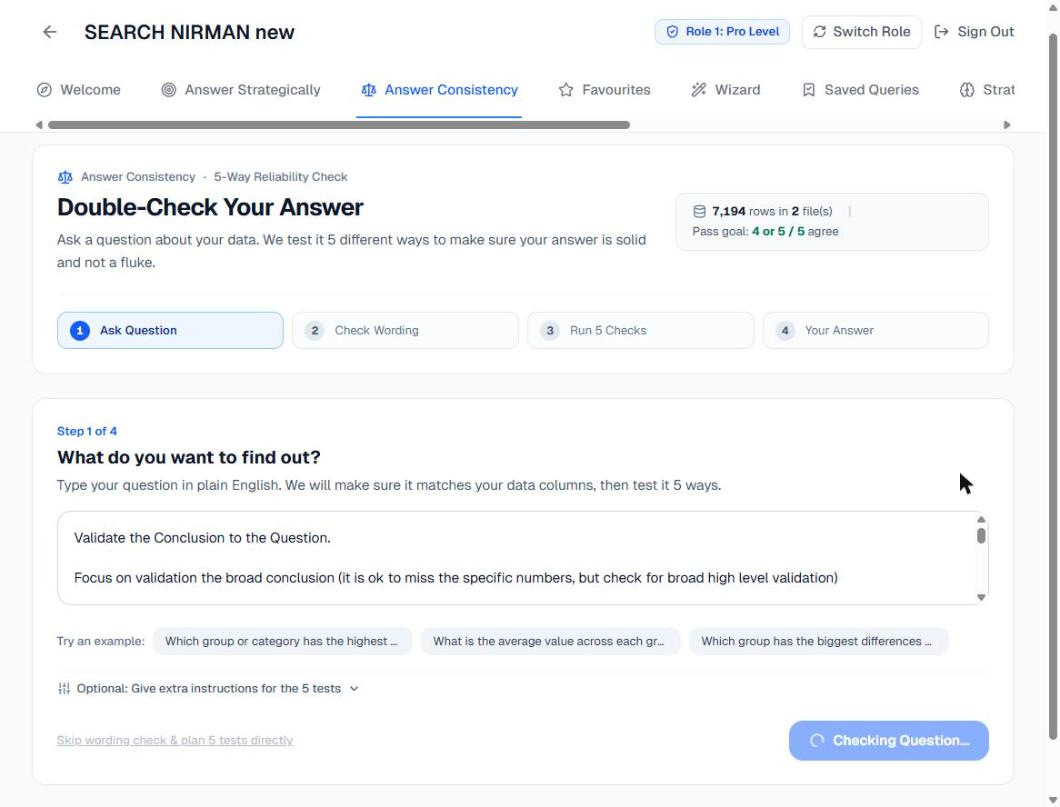 SEARCH NIRMAN new
Role 1: Pro Level
Switch Role
Sign Out
Welcome
Answer Strategically
Answer Consistency
Favourites
Wizard
Saved Queries
Strat
Answer Consistency · 5-Way Reliability Check
Double-Check Your Answer
Ask a question about your data. We test it 5 different ways to make sure your answer is solid
and not a fluke.
7,194 rows in 2 file(s) |
Pass goal: 4 or 5 / 5 agree
1 Ask Question
2 Check Wording
3 Run 5 Checks
4 Your Answer
Step 1 of 4
What do you want to find out?
Type your question in plain English. We will make sure it matches your data columns, then test it 5 ways.
Validate the Conclusion to the Question.
Focus on validation the broad conclusion (it is ok to miss the specific numbers, but check for broad high level validation)
Try an example:
Which group or category has the highest ...
What is the average value across each gr...
Which group has the biggest differences ...
Optional: Give extra instructions for the 5 tests
Skip wording check & plan 5 tests directly
Checking Question...